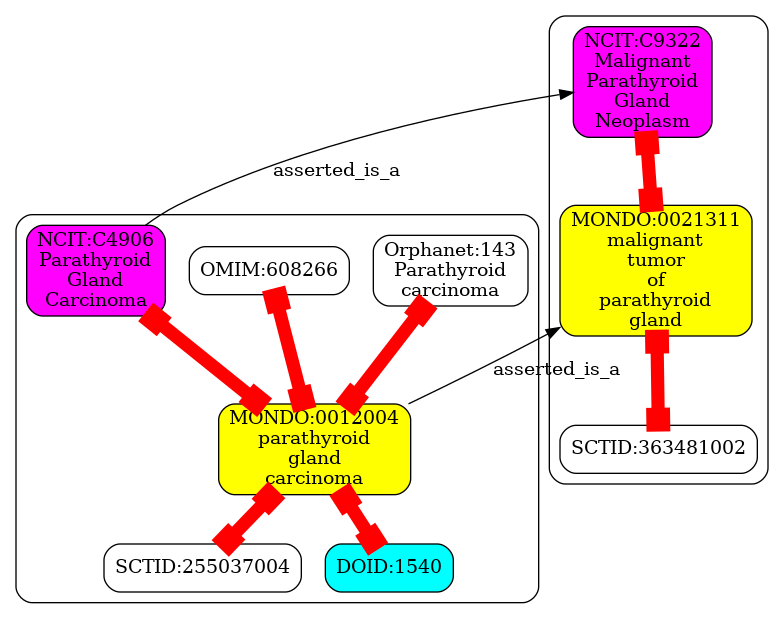 NCIT:C9322
Malignant
Parathyroid
Gland
Neoplasm
asserted_is_a
MONDO:0021311
malignant
tumor
of
parathyroid
gland
NCIT:C4906
Parathyroid
Gland
Carcinoma
OMIM:608266
Orphanet:143
Parathyroid
carcinoma
asserted_is_a
MONDO:0012004
parathyroid
gland
carcinoma
SCTID:363481002
SCTID:255037004
DOID:1540